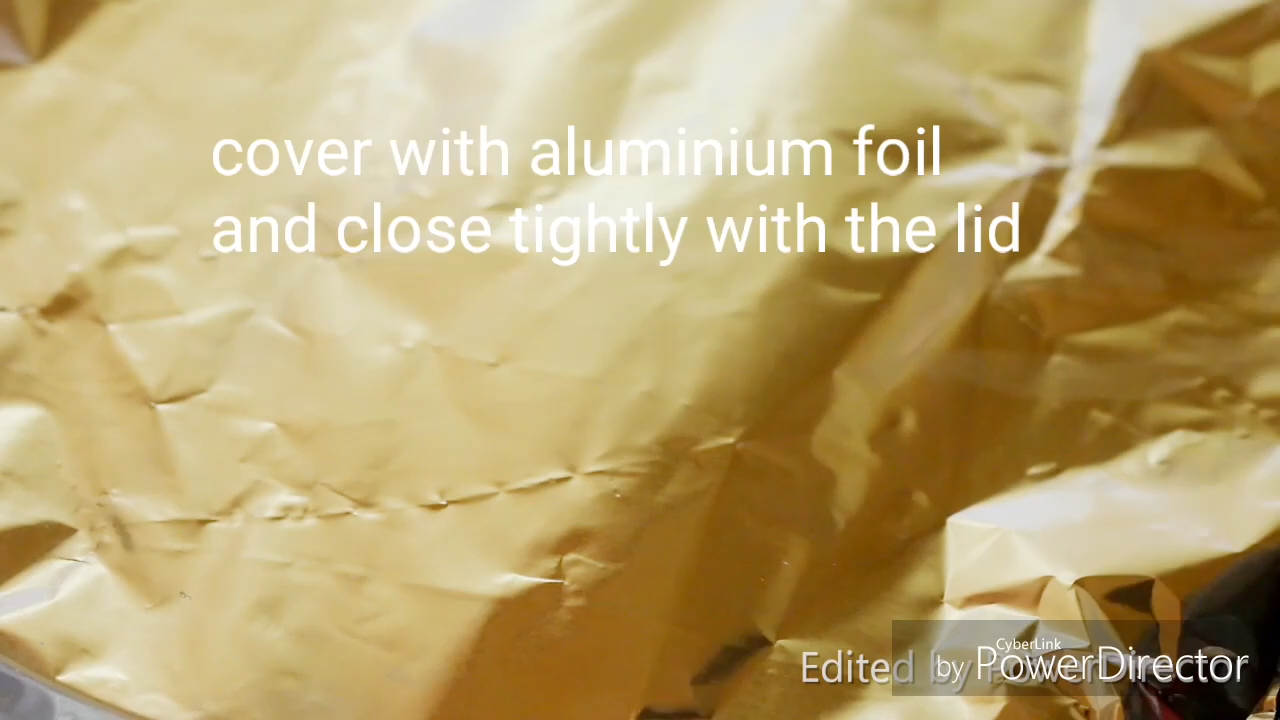 cover with aluminium foil
and close tightly with the lid
CyberLink
Edited by PowerDirector